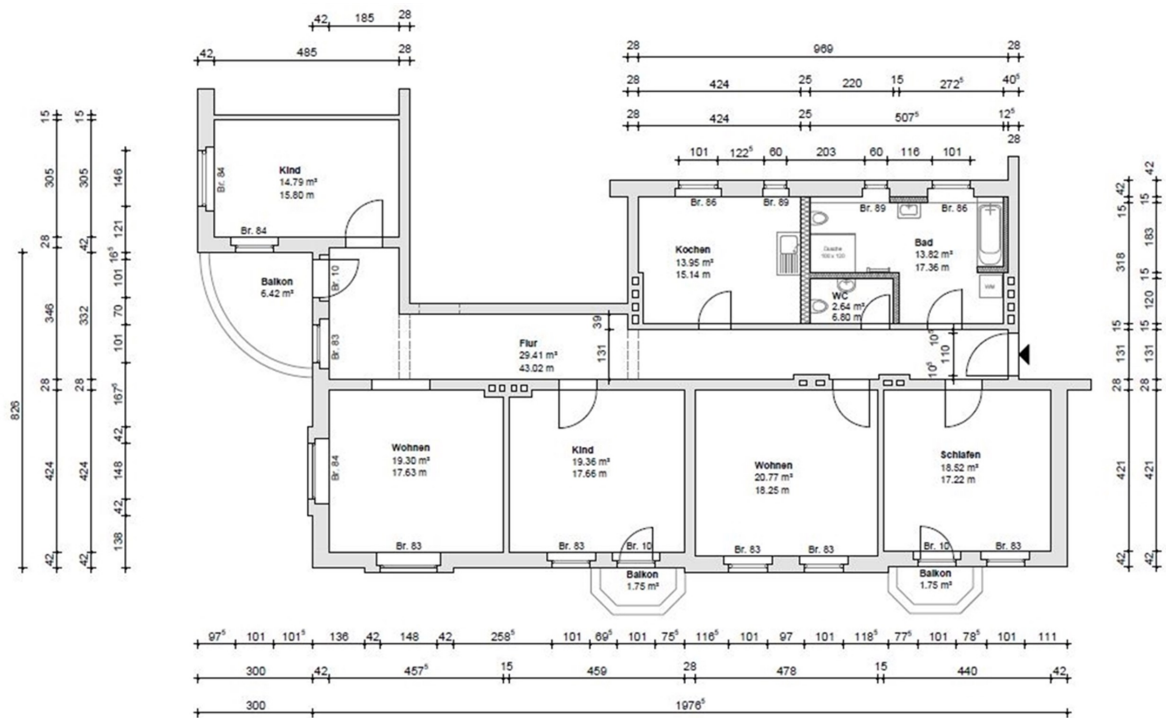 42 185 28
42 485 28
28 969 28
28 424 25 220 15 272⁵ 40⁵
28 424 25 507⁵ 12⁵
28
101 122⁵ 60 203 60 116 101
15 305 28 346 28 424 42
826
15 305 42 332 28 424 42
146 121 16⁵ 101 70 101 167⁵ 42 148 42 138
Kind
14.79 m²
15.80 m
Br. 84
Br. 84
Balkon
6.42 m²
Br. 10
Br. 83
Br. 86
Br. 89
Br. 89
Br. 86
Kochen
13.95 m²
15.14 m
Dusche
Bad
13.82 m²
17.36 m
WC
2.64 m²
6.80 m
WM
Flur
29.41 m²
43.02 m
39
131
10⁵
110
10⁵
Wohnen
19.30 m²
17.63 m
Br. 84
Br. 83
Kind
19.36 m²
17.66 m
Br. 83
Br. 10
Balkon
1.75 m²
Wohnen
20.77 m²
18.25 m
Br. 83
Br. 83
Schlafen
18.52 m²
17.22 m
Br. 10
Br. 83
Balkon
1.75 m²
42 15 318 15 131 28 421 42
42 15 183 15 120 15 131 28 421 42
97⁵ 101 101⁵ 136 42 148 42 258⁵ 101 69⁵ 101 75⁵ 116⁵ 101 97 101 118⁵ 77⁵ 101 78⁵ 101 111
300 42 457⁵ 15 459 28 478 15 440 42
300 1976⁵